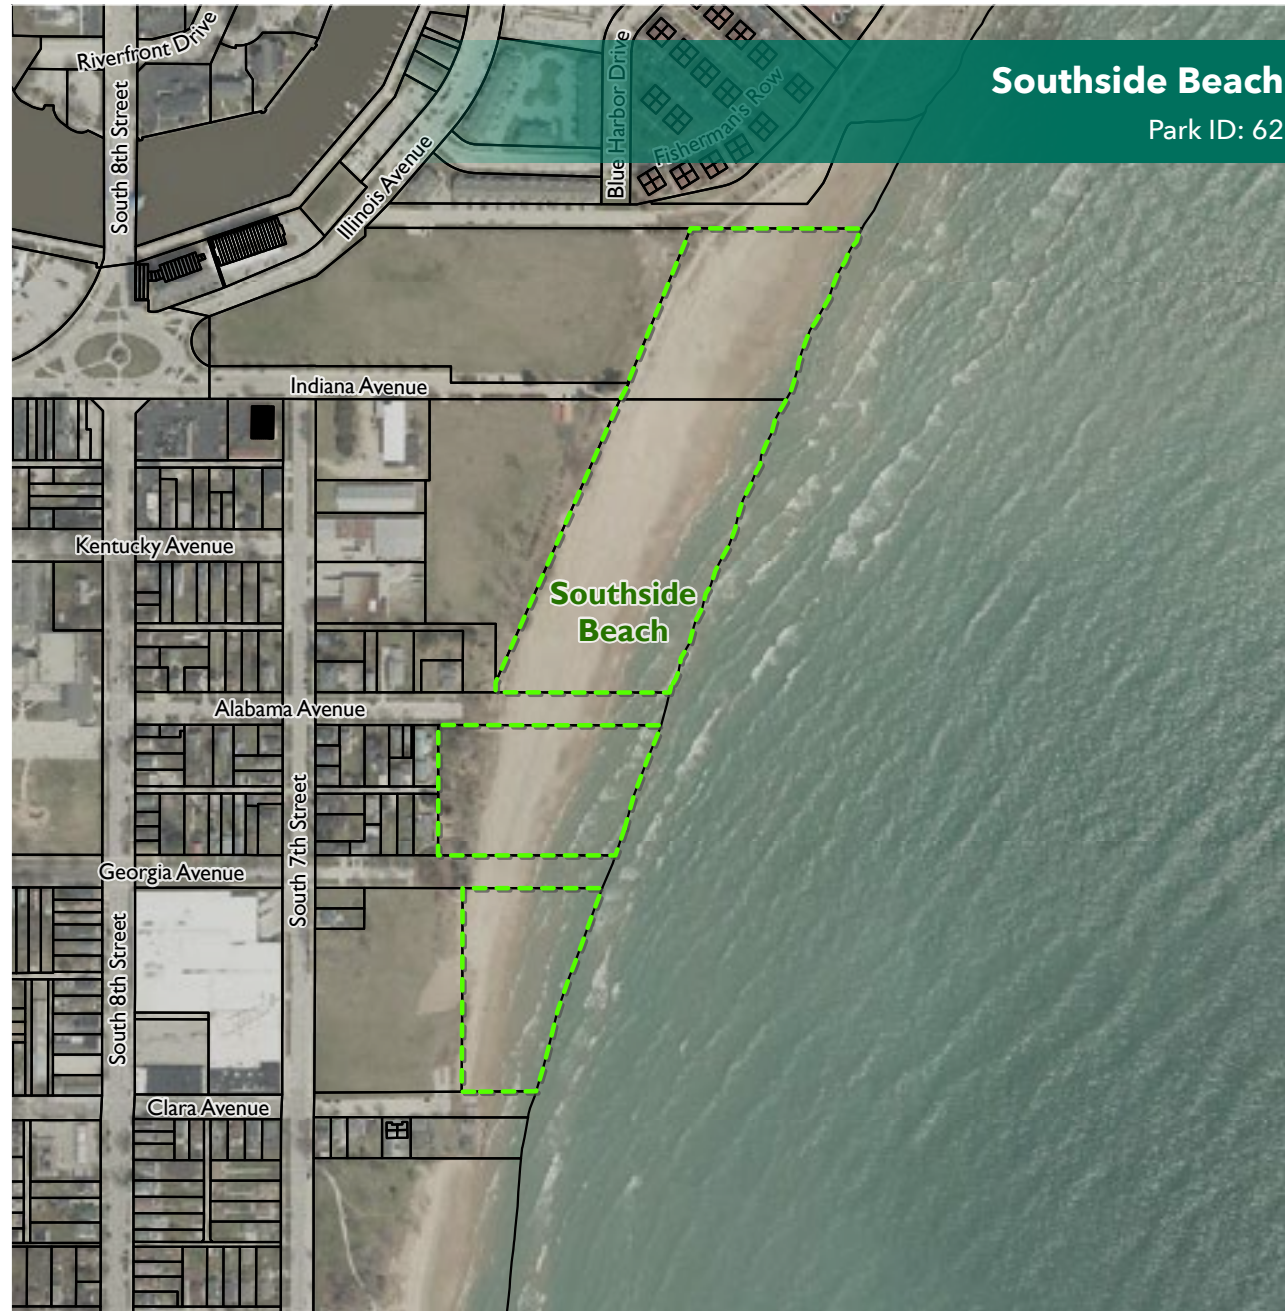 Riverfront Drive
South 8th Street
Illinois Avenue
Blue Harbor Drive
Fisherman's Row
Southside Beach
Park ID: 62
Indiana Avenue
Kentucky Avenue
Southside
Beach
Alabama Avenue
South 7th Street
Georgia Avenue
South 8th Street
Clara Avenue